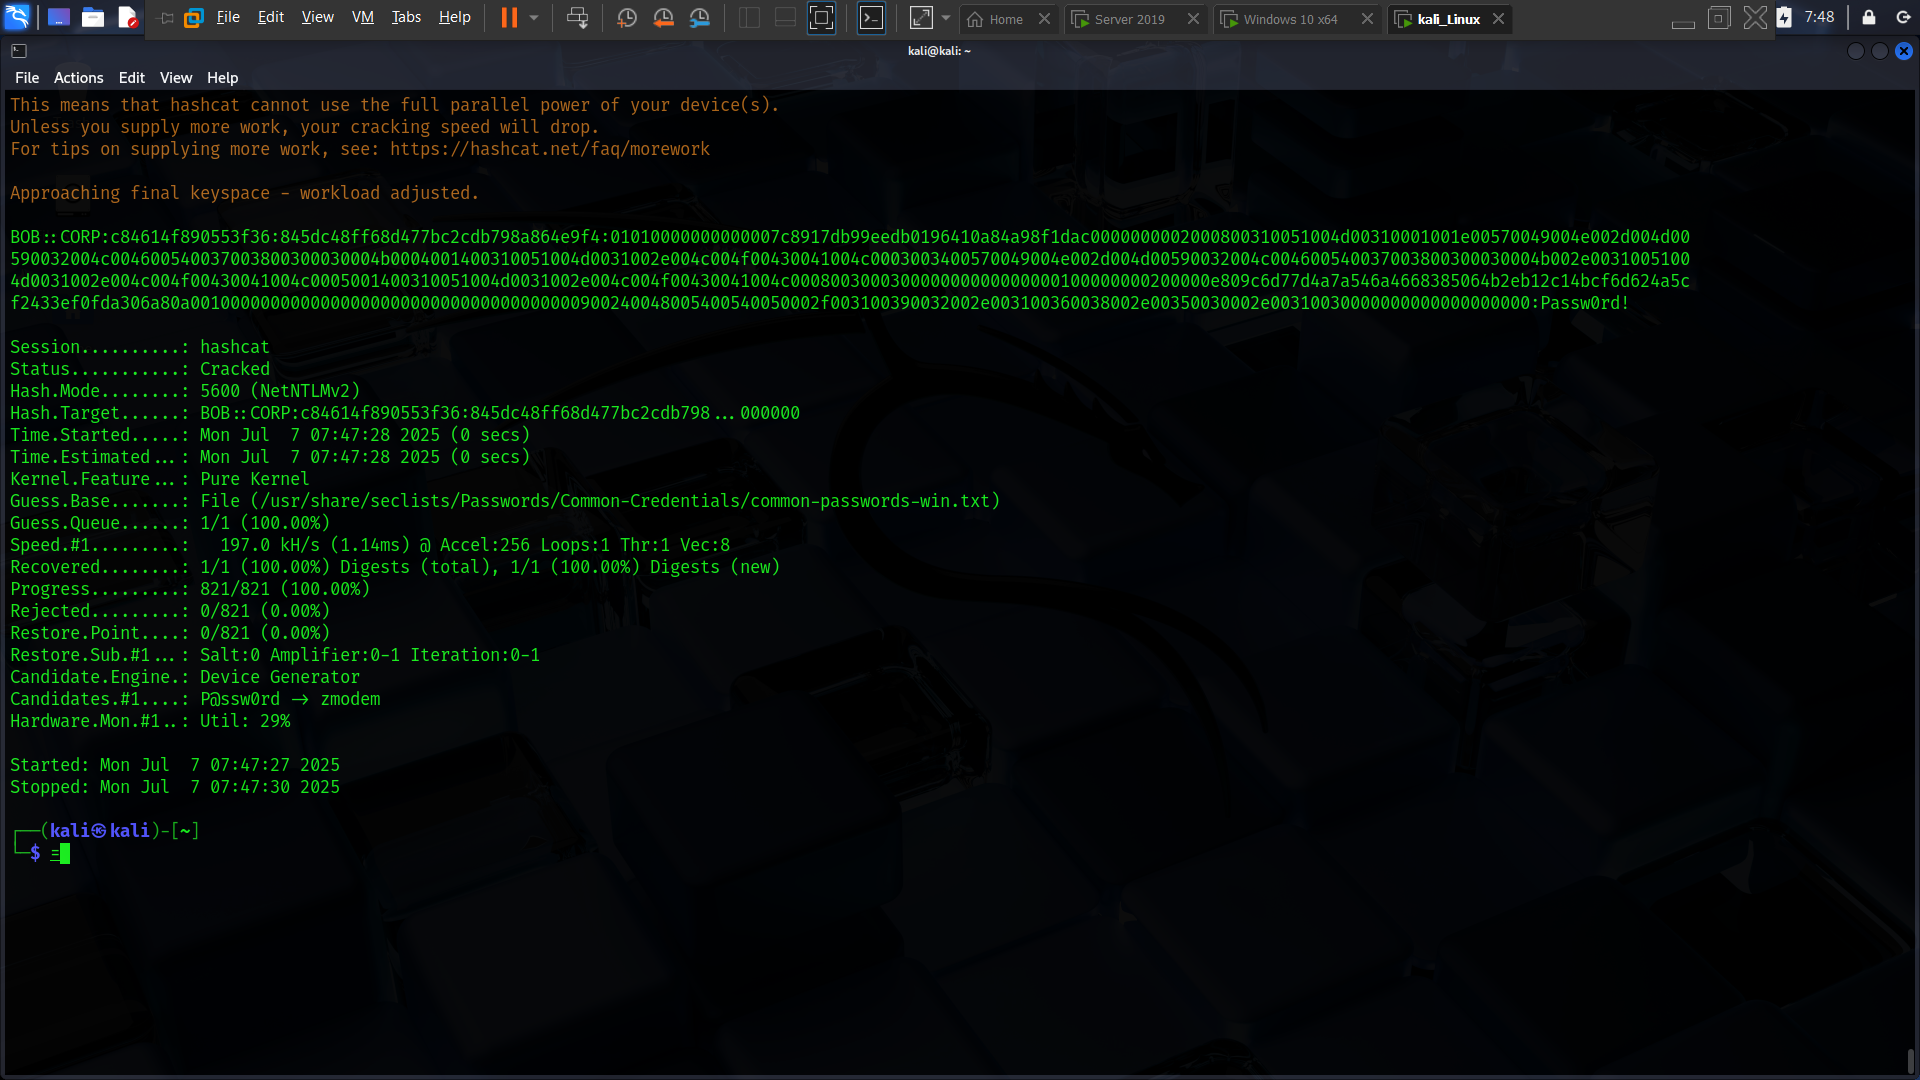 File Edit View VM Tabs Help Home Server 2019 Windows 10 x64 kali_Linux 7:48
kali@kali: ~
File Actions Edit View Help
This means that hashcat cannot use the full parallel power of your device(s).
Unless you supply more work, your cracking speed will drop.
For tips on supplying more work, see: https://hashcat.net/faq/morework
Approaching final keyspace - workload adjusted.
BOB::CORP:c84614f890553f36:845dc48ff68d477bc2cdb798a864e9f4:01010000000000007c8917db99eedb0196410a84a98f1dac0000000002000800310051004d00310001001e00570049004e002d004d00
590032004c004600540037003800300030004b0004001400310051004d0031002e004c004f00430041004c0003003400570049004e002d004d00590032004c004600540037003800300030004b002e0031005100
4d0031002e004c004f00430041004c0005001400310051004d0031002e004c004f00430041004c000800300030000000000000000100000000200000e809c6d77d4a7a546a4668385064b2eb12c14bcf6d624a5c
f2433ef0fda306a80a001000000000000000000000000000000000000900240048005400540050002f003100390032002e003100360038002e00350030002e00310030000000000000000000:Passw0rd!
Session..........: hashcat
Status...........: Cracked
Hash.Mode........: 5600 (NetNTLMv2)
Hash.Target......: BOB::CORP:c84614f890553f36:845dc48ff68d477bc2cdb798...000000
Time.Started.....: Mon Jul  7 07:47:28 2025 (0 secs)
Time.Estimated...: Mon Jul  7 07:47:28 2025 (0 secs)
Kernel.Feature...: Pure Kernel
Guess.Base.......: File (/usr/share/seclists/Passwords/Common-Credentials/common-passwords-win.txt)
Guess.Queue......: 1/1 (100.00%)
Speed.#1.........:   197.0 kH/s (1.14ms) @ Accel:256 Loops:1 Thr:1 Vec:8
Recovered........: 1/1 (100.00%) Digests (total), 1/1 (100.00%) Digests (new)
Progress.........: 821/821 (100.00%)
Rejected.........: 0/821 (0.00%)
Restore.Point....: 0/821 (0.00%)
Restore.Sub.#1...: Salt:0 Amplifier:0-1 Iteration:0-1
Candidate.Engine.: Device Generator
Candidates.#1....: P@ssw0rd -> zmodem
Hardware.Mon.#1..: Util: 29%
Started: Mon Jul  7 07:47:27 2025
Stopped: Mon Jul  7 07:47:30 2025
┌──(kali㉿kali)-[~]
└─$ =